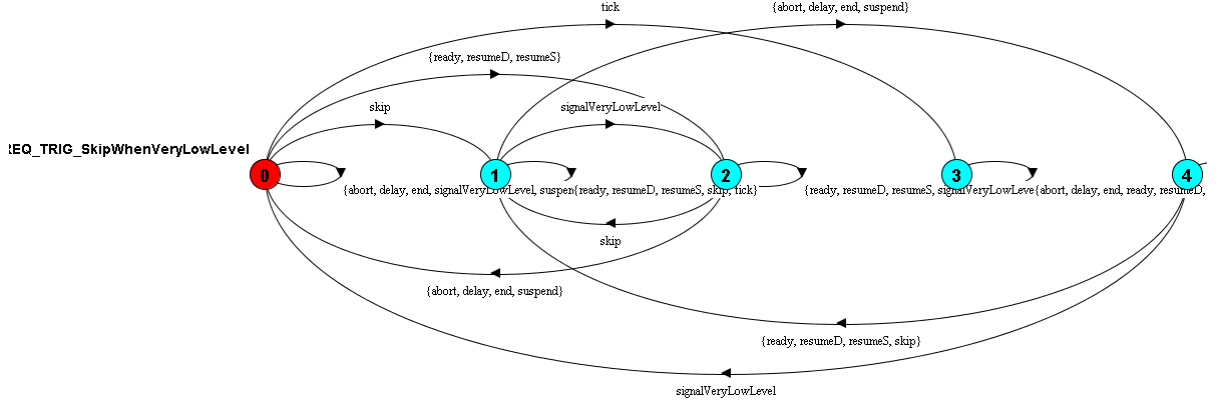 tick
{abort, delay, end, suspend}
{ready, resumeD, resumeS}
skip
signalVeryLowLevel
REQ_TRIG_SkipWhenVeryLowLevel
0
1
2
3
4
{abort, delay, end, signalVeryLowLevel,
{ready, resumeD, resumeS, skip, tick}
{ready, resumeD, resumeS,
{abort, delay, end, ready, resumeD,
skip
{abort, delay, end, suspend}
{ready, resumeD, resumeS, skip}
signalVeryLowLevel